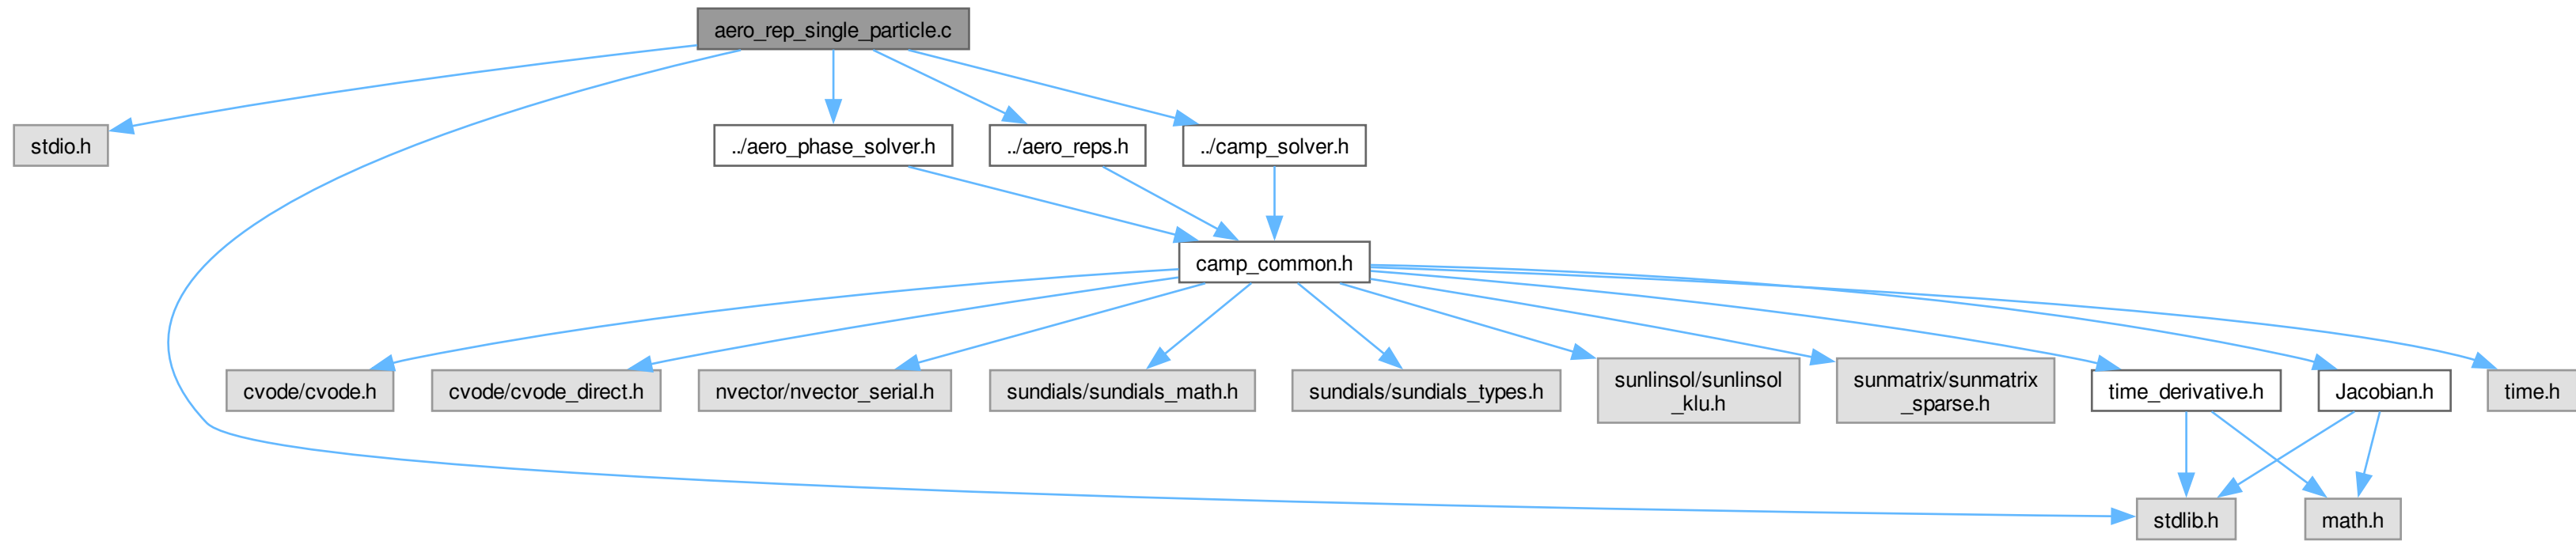 aero_rep_single_particle.c
stdio.h
../aero_phase_solver.h
../aero_reps.h
../camp_solver.h
camp_common.h
cvode/cvode.h
cvode/cvode_direct.h
nvector/nvector_serial.h
sundials/sundials_math.h
sundials/sundials_types.h
sunlinsol/sunlinsol
_klu.h
sunmatrix/sunmatrix
_sparse.h
time_derivative.h
Jacobian.h
time.h
stdlib.h
math.h